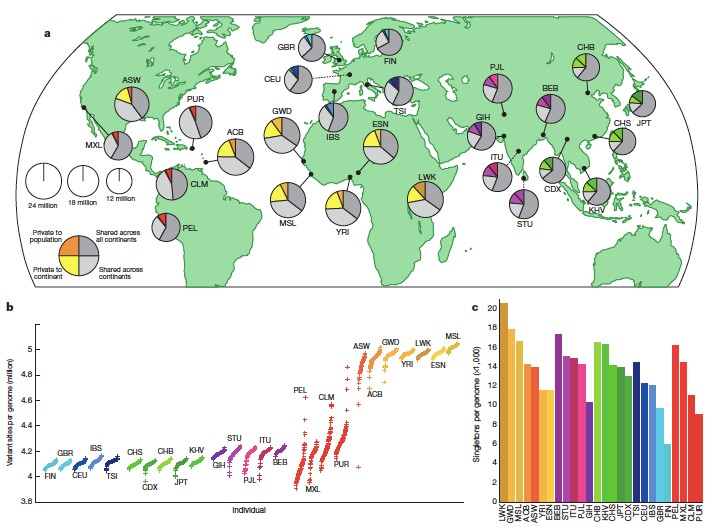 a
GBR
FIN
CHB
CEU
PJL
ASW
BEB
PUR
TSI
JPT
GWD
ESN
GIH
CHS
ACB
IBS
MXL
ITU
LWK
CDX
CLM
24 million
18 million
12 million
KHV
STU
MSL
YRI
PEL
Private to population
Shared across all continents
Private to continent
Shared across continents
b
Variant sites per genome (million)
5
4.8
4.6
4.4
4.2
4
3.8
ASW
GWD
LWK
MSL
YRI
ESN
ACB
PEL
CLM
PUR
MXL
STU
ITU
BEB
GIH
PJL
CHS
CHB
KHV
CDX
JPT
FIN
GBR
CEU
IBS
TSI
Individual
c
Singletons per genome (×1,000)
20
18
16
14
12
10
8
6
4
2
0
LWK
GWD
MSL
ACB
ASW
YRI
ESN
BEB
STU
ITU
PJL
GIH
CHB
KHV
CHS
JPT
CDX
TSI
CEU
IBS
GBR
FIN
PEL
MXL
CLM
PUR